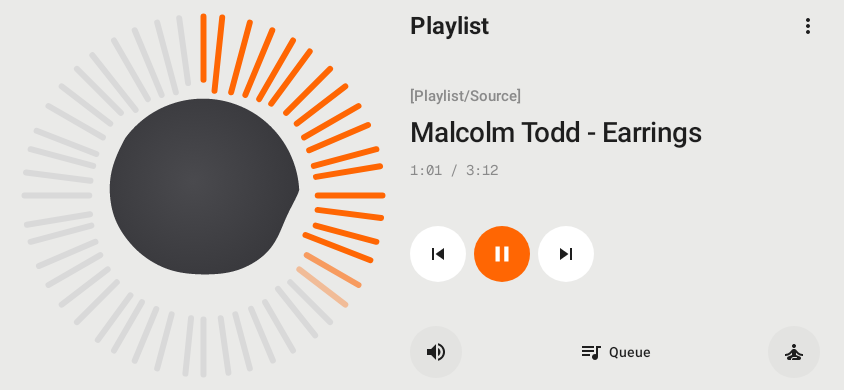 Playlist
[Playlist/Source]
Malcolm Todd - Earrings
1:01 / 3:12
Queue